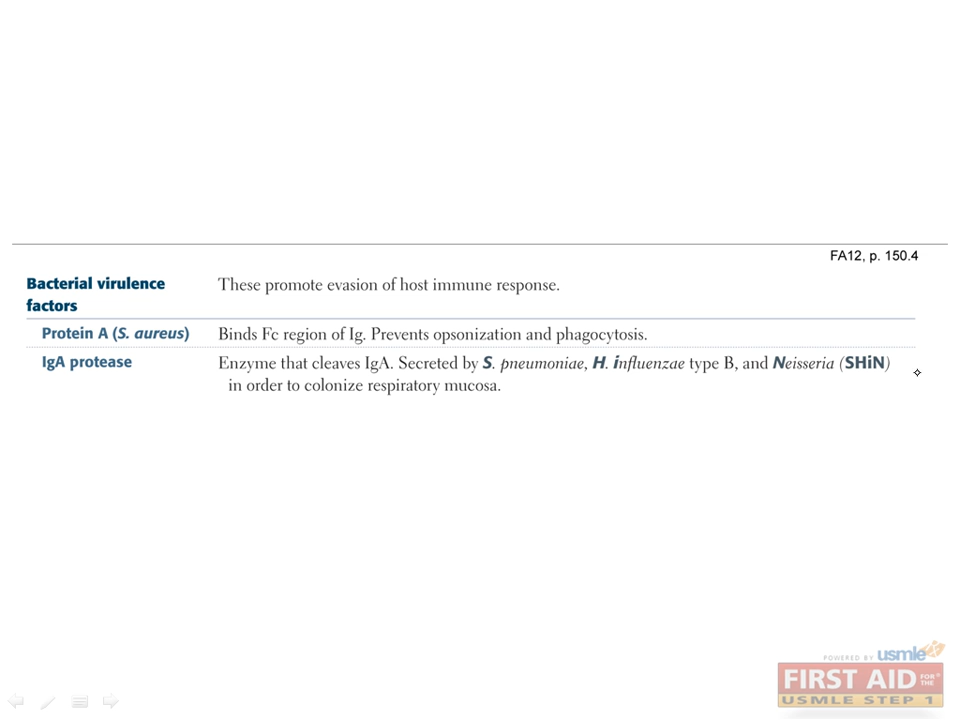 FA12, p. 150.4
Bacterial virulence These promote evasion of host immune response.
factors
Protein A (S. aureus) Binds Fc region of Ig. Prevents opsonization and phagocytosis.
IgA protease Enzyme that cleaves IgA. Secreted by S. pneumoniae, H. influenzae type B, and Neisseria (SHiN)
in order to colonize respiratory mucosa.
POWERED BY usmle
FIRST AID FOR THE®
USMLE STEP 1